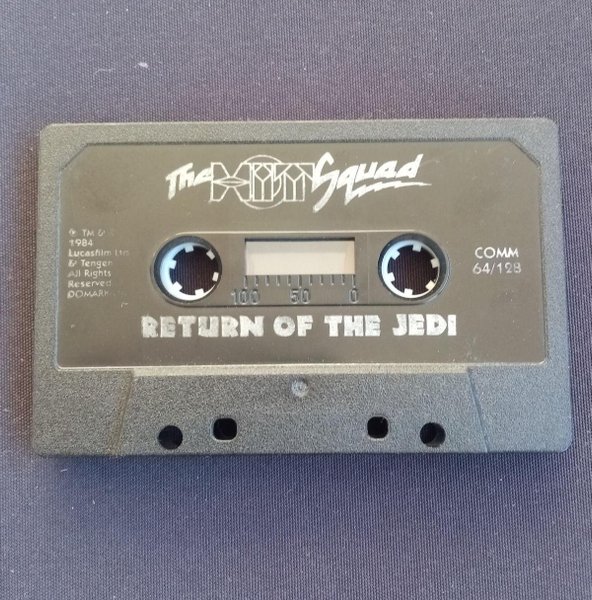 The HIT Squad
℗ TM &
1984
Lucasfilm Ltd
& Tengen
All Rights
Reserved
DOMARK
COMM
64/128
100 50 0
RETURN OF THE JEDI